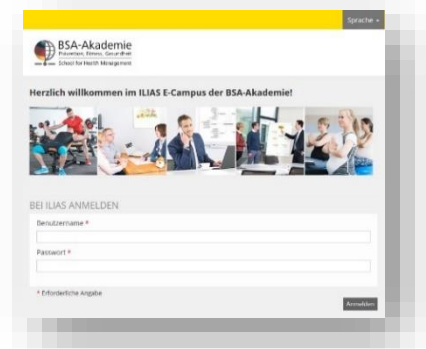 Sprache
BSA-Akademie
Prävention, Fitness, Gesundheit
School for Health Management
Herzlich willkommen im ILIAS E-Campus der BSA-Akademie!
BEI ILIAS ANMELDEN
Benutzername *
Passwort *
* Erforderliche Angabe
Anmelden